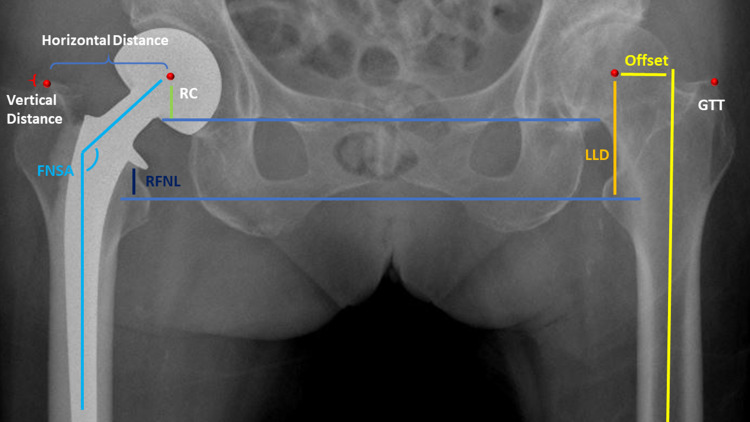 Horizontal Distance
Offset
RC
Vertical
Distance
GTT
LLD
FNSA
RFNL